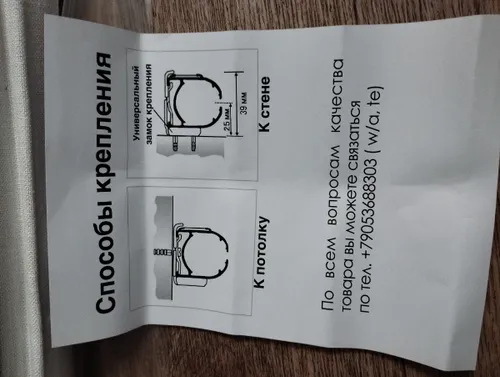 Способы крепления
Универсальный
замок крепления
25 мм
39 мм
К стене
К потолку
По всем вопросам качества
товара вы можете связаться
по тел. +79053688303 ( w/a, te)